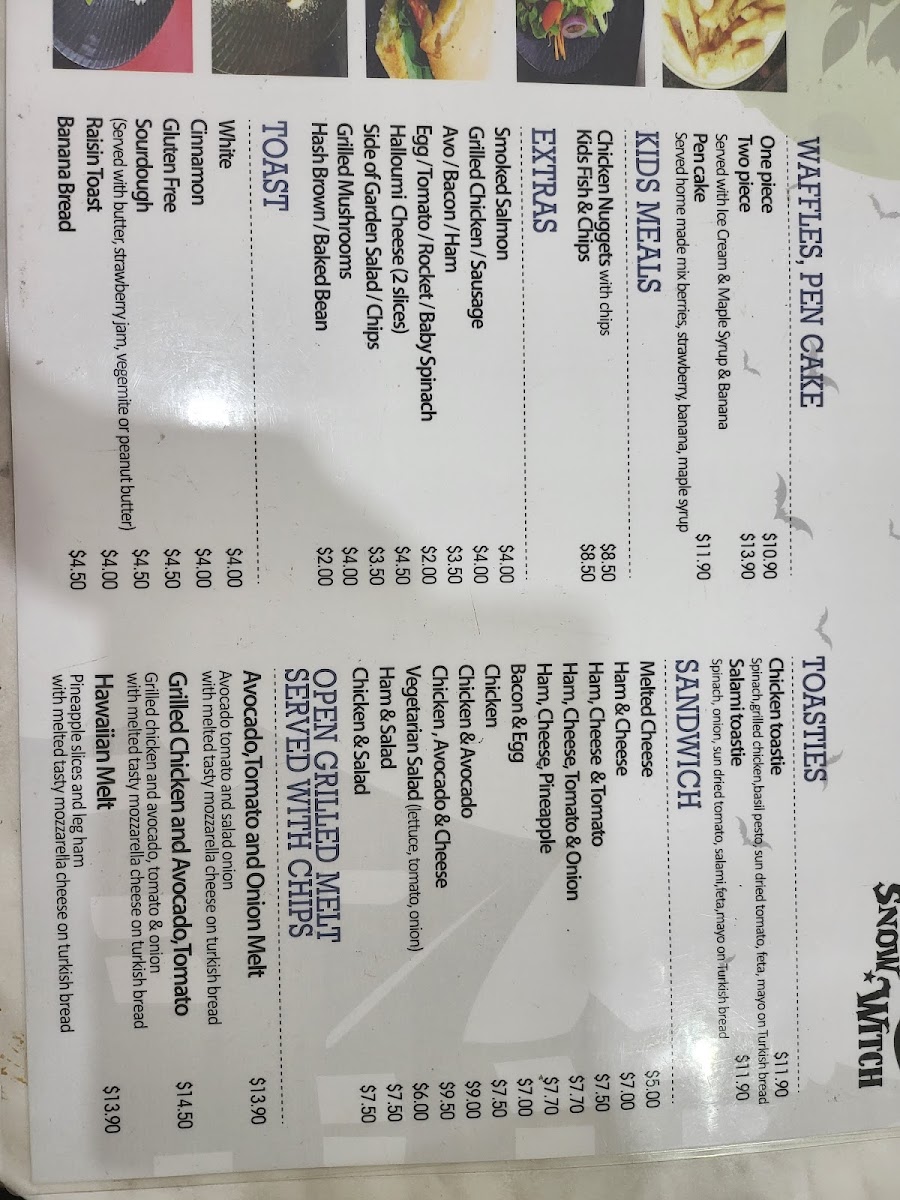 SNOW WITCH
WAFFLES, PEN CAKE
One piece $10.90
Two piece $13.90
Served with Ice Cream & Maple Syrup & Banana
Pen cake $11.90
Served home made mix berries, strawberry, banana, maple syrup
KIDS MEALS
Chicken Nuggets with chips $8.50
Kids Fish & Chips $8.50
EXTRAS
Smoked Salmon $4.00
Grilled Chicken / Sausage $4.00
Avo / Bacon / Ham $3.50
Egg / Tomato / Rocket / Baby Spinach $2.00
Halloumi Cheese (2 slices) $4.50
Side of Garden Salad / Chips $3.50
Grilled Mushrooms $4.00
Hash Brown / Baked Bean $2.00
TOAST
White $4.00
Cinnamon $4.00
Gluten Free $4.50
Sourdough $4.50
(Served with butter, strawberry jam, vegemite or peanut butter)
Raisin Toast $4.00
Banana Bread $4.50
TOASTIES
Chicken toastie $11.90
Spinach,grilled chicken,basil pesto, sun dried tomato, feta, mayo on Turkish bread
Salami toastie $11.90
Spinach, onion, sun dried tomato, salami,feta,mayo on Turkish bread
SANDWICH
Melted Cheese $5.00
Ham & Cheese $7.00
Ham, Cheese & Tomato $7.50
Ham, Cheese, Tomato & Onion $7.70
Ham, Cheese, Pineapple $7.70
Bacon & Egg $7.00
Chicken $7.50
Chicken & Avocado $9.00
Chicken , Avocado & Cheese $9.50
Vegetarian Salad (lettuce, tomato, onion) $6.00
Ham & Salad $7.50
Chicken & Salad $7.50
OPEN GRILLED MELT
SERVED WITH CHIPS
Avocado,Tomato and Onion Melt $13.90
Avocado tomato and salad onion
with melted tasty mozzarella cheese on turkish bread
Grilled Chicken and Avocado,Tomato $14.50
Grilled chicken and avocado, tomato & onion
with melted tasty mozzarella cheese on turkish bread
Hawaiian Melt $13.90
Pineapple slices and leg ham
with melted tasty mozzarella cheese on turkish bread